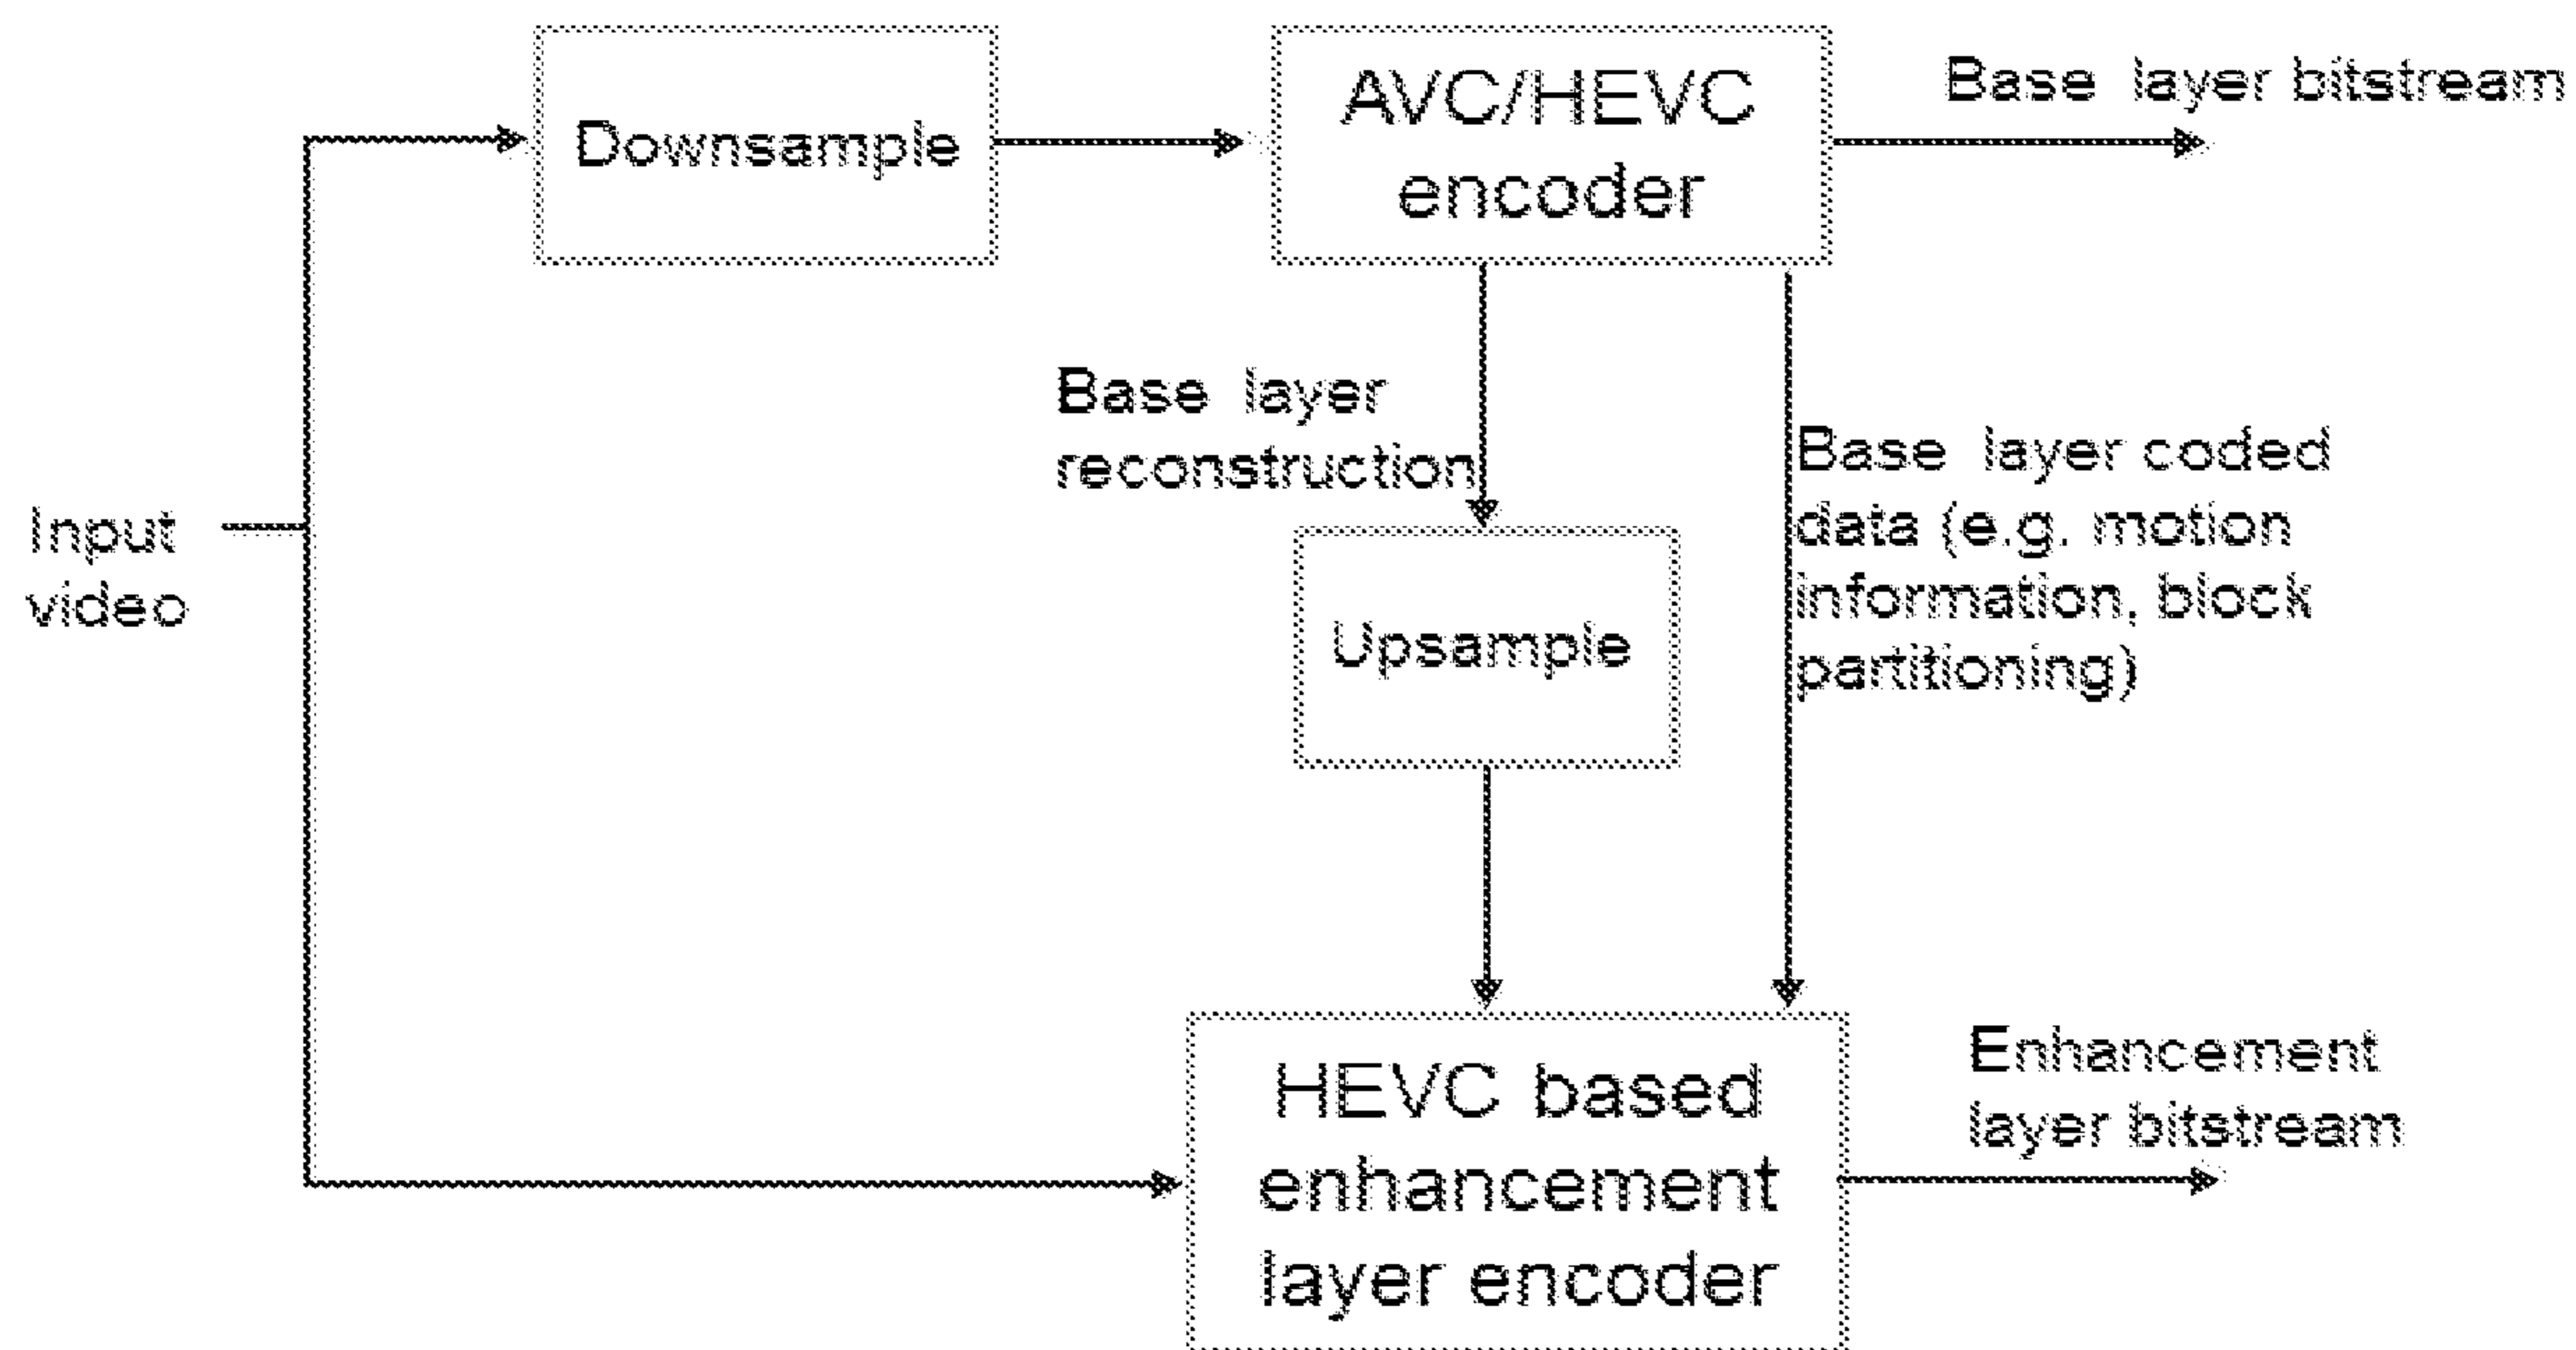 Downsample
AVC/HEVC
encoder
Base layer bitstream
Base layer
reconstruction
Base layer coded
data (e.g. motion
information, block
partitioning)
Input
video
Upsample
HEVC based
enhancement
layer encoder
Enhancement
layer bitstream